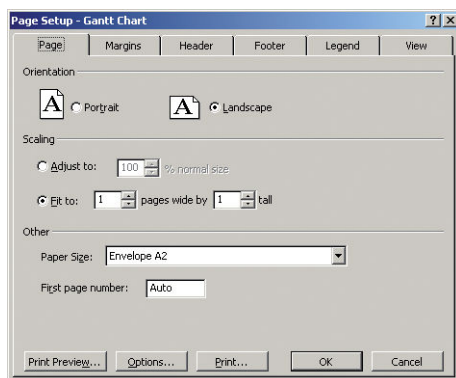 Page Setup - Gantt Chart
Page Margins Header Footer Legend View
Orientation
A Portrait A Landscape
Scaling
Adjust to: 100 % normal size
Fit to: 1 pages wide by 1 tall
Other
Paper Size: Envelope A2
First page number: Auto
Print Preview... Options... Print... OK Cancel